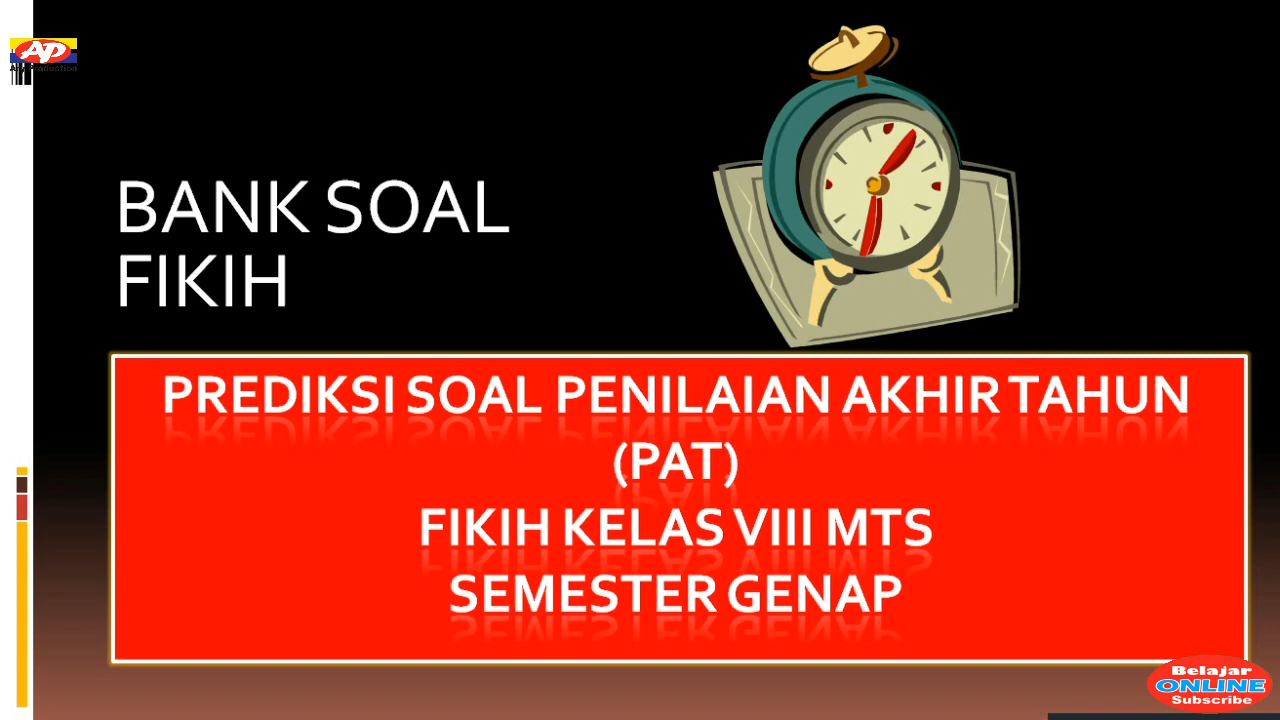 AP
BANK SOAL
FIKIH
PREDIKSI SOAL PENILAIAN AKHIR TAHUN
(PAT)
FIKIH KELAS VIII MTS
SEMESTER GENAP
Belajar
ONLINE
Subscribe